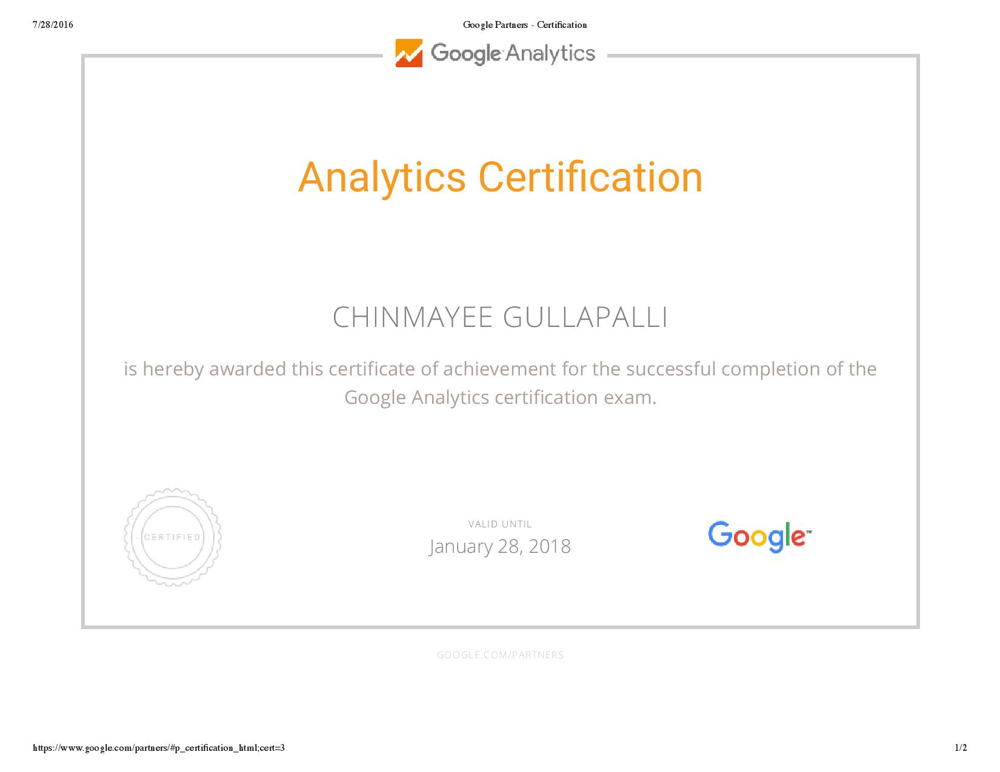 7/28/2016
Google Partners - Certification
Google Analytics
Analytics Certification
CHINMAYEE GULLAPALLI
is hereby awarded this certificate of achievement for the successful completion of the
Google Analytics certification exam.
· CERTIFIED ·
VALID UNTIL
January 28, 2018
Google™
GOOGLE.COM/PARTNERS
https://www.google.com/partners/#p_certification_html;cert=3
1/2